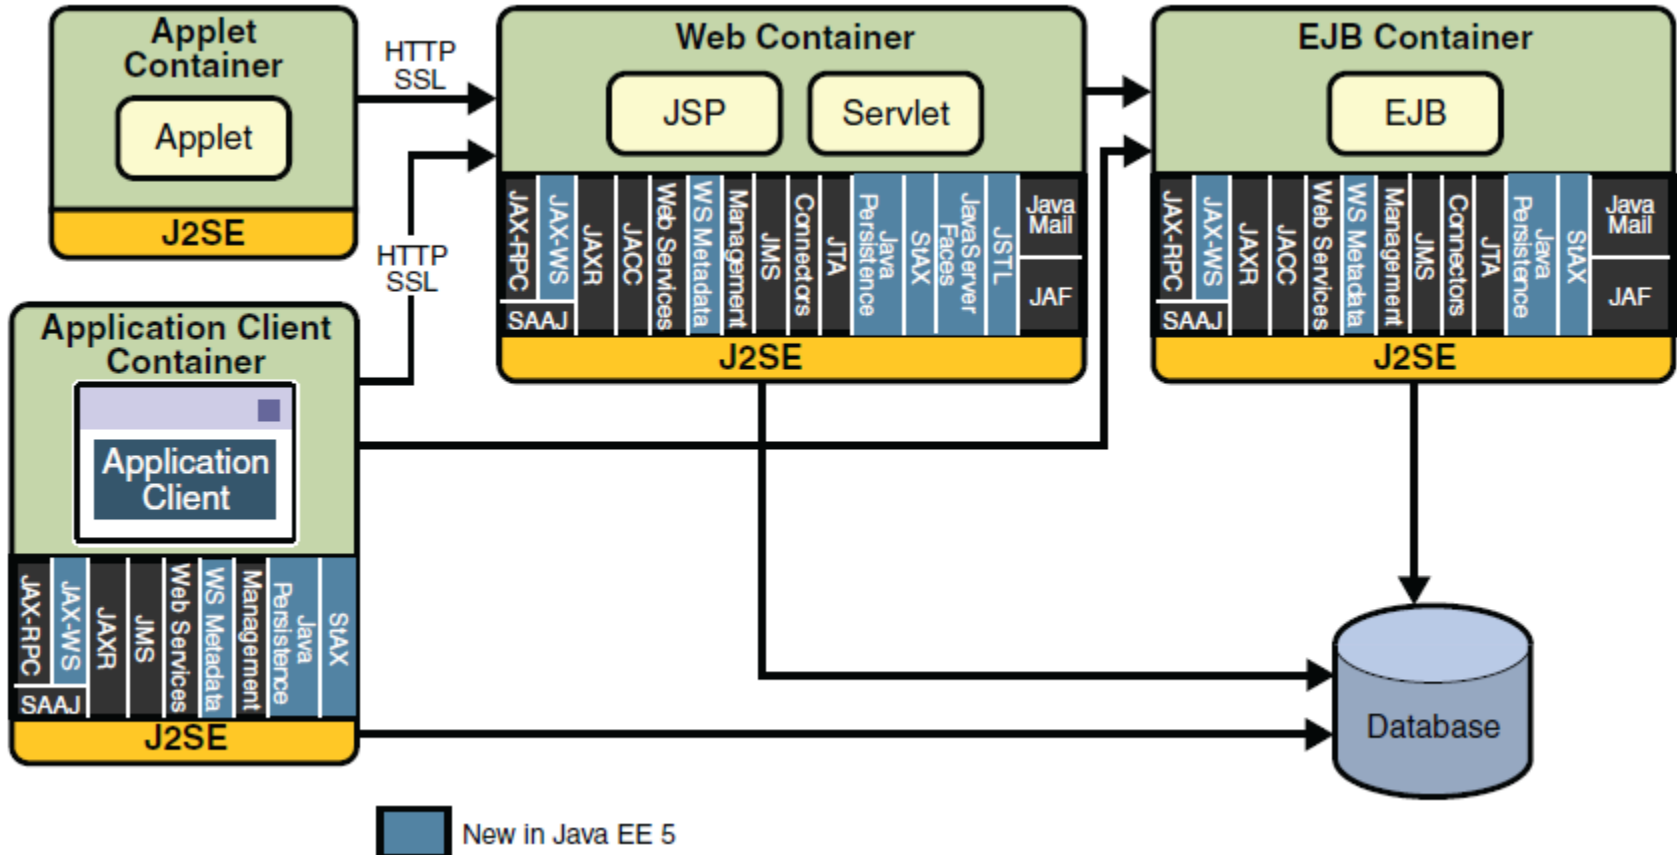 Applet
Container
Applet
J2SE
HTTP
SSL
Web Container
JSP
Servlet
JAX-RPC
JAX-WS
SAAJ
JAXR
JACC
Web Services
WS Metadata
Management
JMS
Connectors
JTA
Java
Persistence
StAX
JavaServer
Faces
JSTL
Java
Mail
JAF
J2SE
EJB Container
EJB
JAX-RPC
JAX-WS
SAAJ
JAXR
JACC
Web Services
WS Metadata
Management
JMS
Connectors
JTA
Java
Persistence
StAX
Java
Mail
JAF
J2SE
HTTP
SSL
Application Client
Container
Application
Client
JAX-RPC
JAX-WS
SAAJ
JAXR
JMS
Web Services
WS Metadata
Management
Java
Persistence
StAX
J2SE
Database
New in Java EE 5